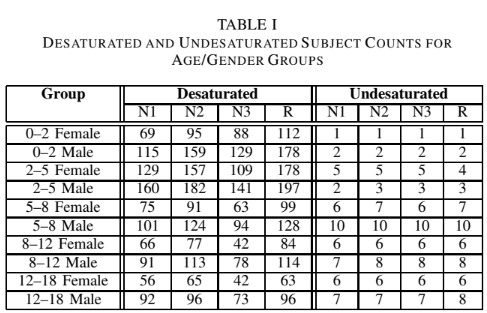 TABLE I
DESATURATED AND UNDESATURATED SUBJECT COUNTS FOR
AGE/GENDER GROUPS
Group Desaturated Undesaturated
N1 N2 N3 R N1 N2 N3 R
0–2 Female 69 95 88 112 1 1 1 1
0–2 Male 115 159 129 178 2 2 2 2
2–5 Female 129 157 109 178 5 5 5 4
2–5 Male 160 182 141 197 2 3 3 3
5–8 Female 75 91 63 99 6 7 6 7
5–8 Male 101 124 94 128 10 10 10 10
8–12 Female 66 77 42 84 6 6 6 6
8–12 Male 91 113 78 114 7 8 8 8
12–18 Female 56 65 42 63 6 6 6 6
12–18 Male 92 96 73 96 7 7 7 8